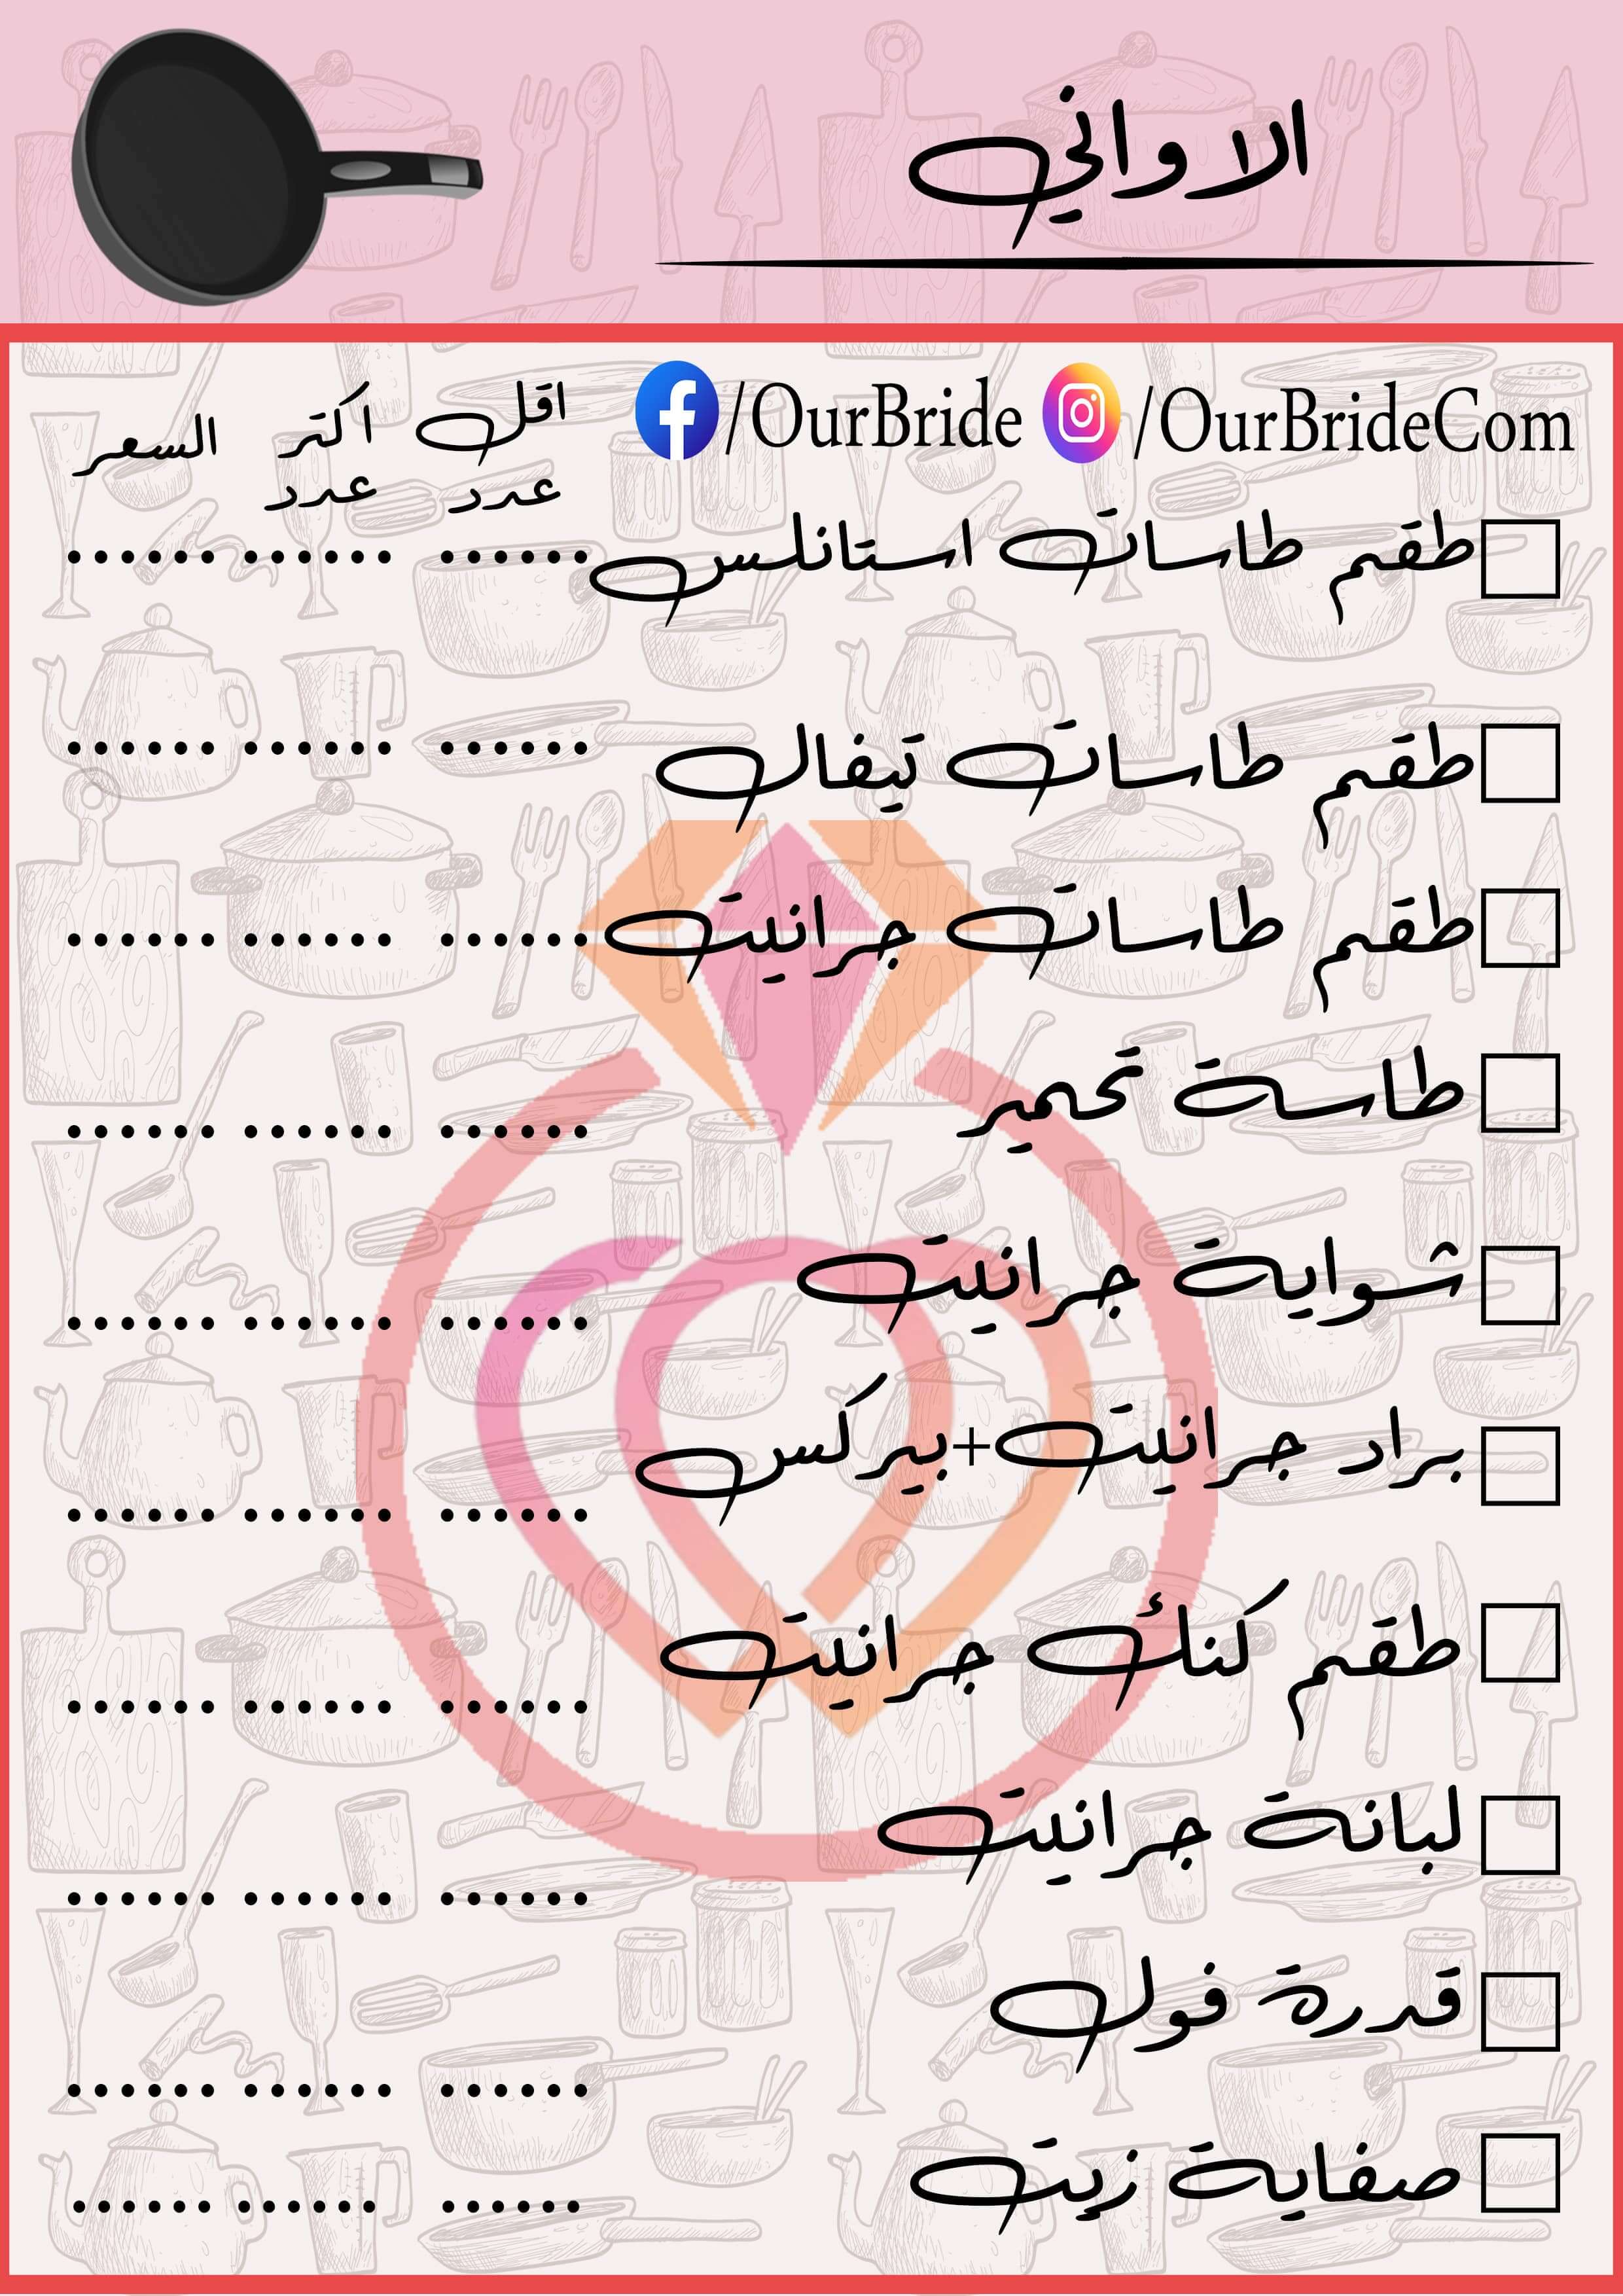 الاواني
/OurBrideCom /OurBride اقل عدد اكتر عدد السعر
طقم طاسات استانلس ...... ...... ......
طقم طاسات تيفال ...... ...... ......
طقم طاسات جرانيت ...... ...... ......
طاسة تحمير ...... ...... ......
شواية جرانيت ...... ...... ......
براد جرانيت+بيركس ...... ...... ......
طقم كنك جرانيت ...... ...... ......
لبانة جرانيت ...... ...... ......
قدرة فول ...... ...... ......
صفاية زيت ...... ...... ......